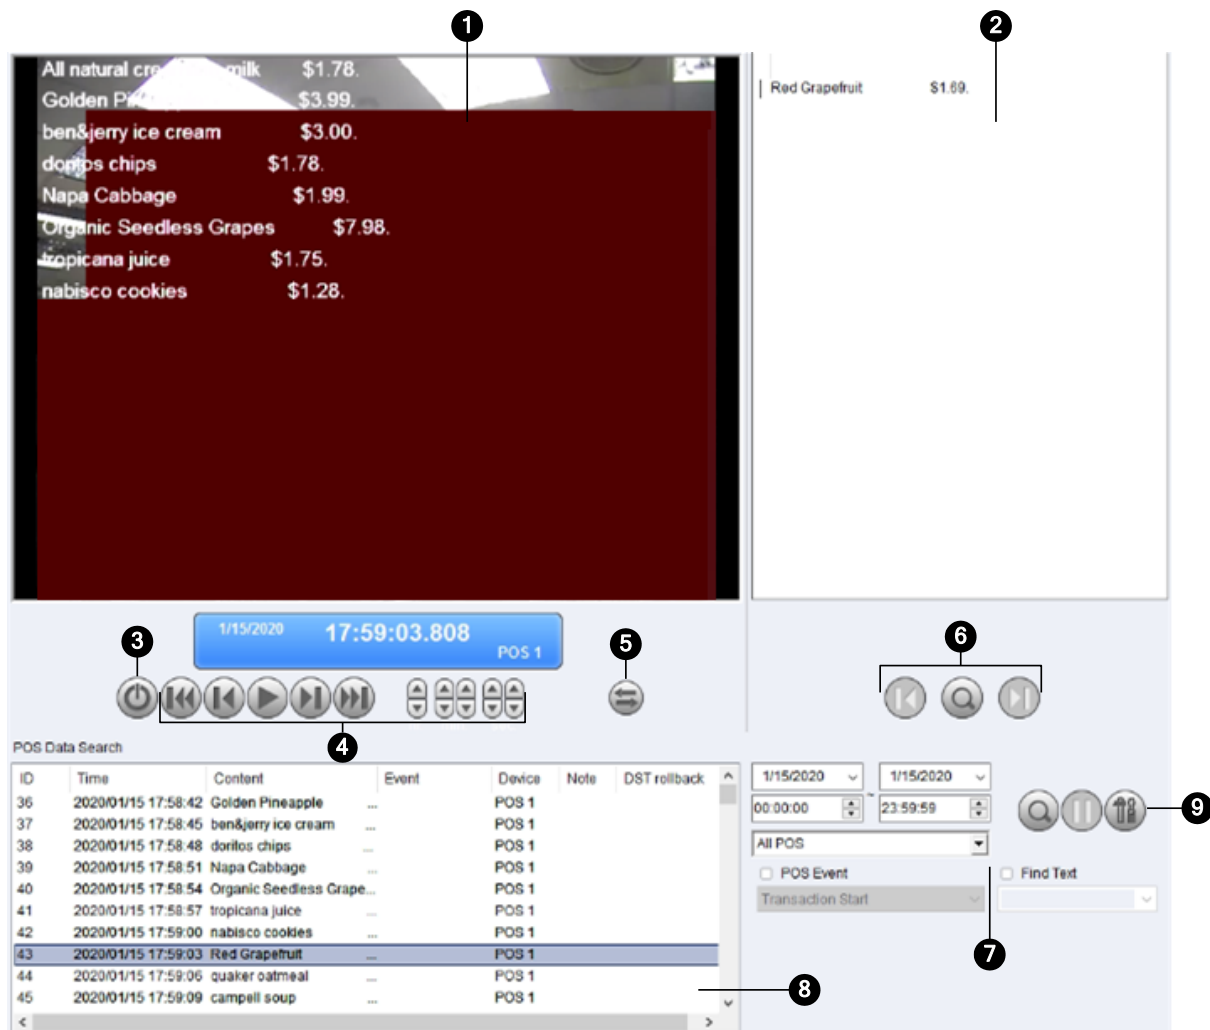 1
2
All natural cre milk $1.78.
Golden Pi $3.99.
ben&jerry ice cream $3.00.
doritos chips $1.78.
Napa Cabbage $1.99.
Organic Seedless Grapes $7.98.
tropicana juice $1.75.
nabisco cookies $1.28.
Red Grapefruit $1.69.
3
1/15/2020 17:59:03.808
POS 1
5
6
4
POS Data Search
ID Time Content Event Device Note DST rollback
36 2020/01/15 17:58:42 Golden Pineapple ... POS 1
37 2020/01/15 17:58:45 ben&jerry ice cream ... POS 1
38 2020/01/15 17:58:48 doritos chips ... POS 1
39 2020/01/15 17:58:51 Napa Cabbage ... POS 1
40 2020/01/15 17:58:54 Organic Seedless Grape... POS 1
41 2020/01/15 17:58:57 tropicana juice ... POS 1
42 2020/01/15 17:59:00 nabisco cookies ... POS 1
43 2020/01/15 17:59:03 Red Grapefruit ... POS 1
44 2020/01/15 17:59:06 quaker oatmeal ... POS 1
45 2020/01/15 17:59:09 campell soup ... POS 1
1/15/2020 1/15/2020
00:00:00 ~ 23:59:59
9
All POS
POS Event Find Text
Transaction Start
7
8